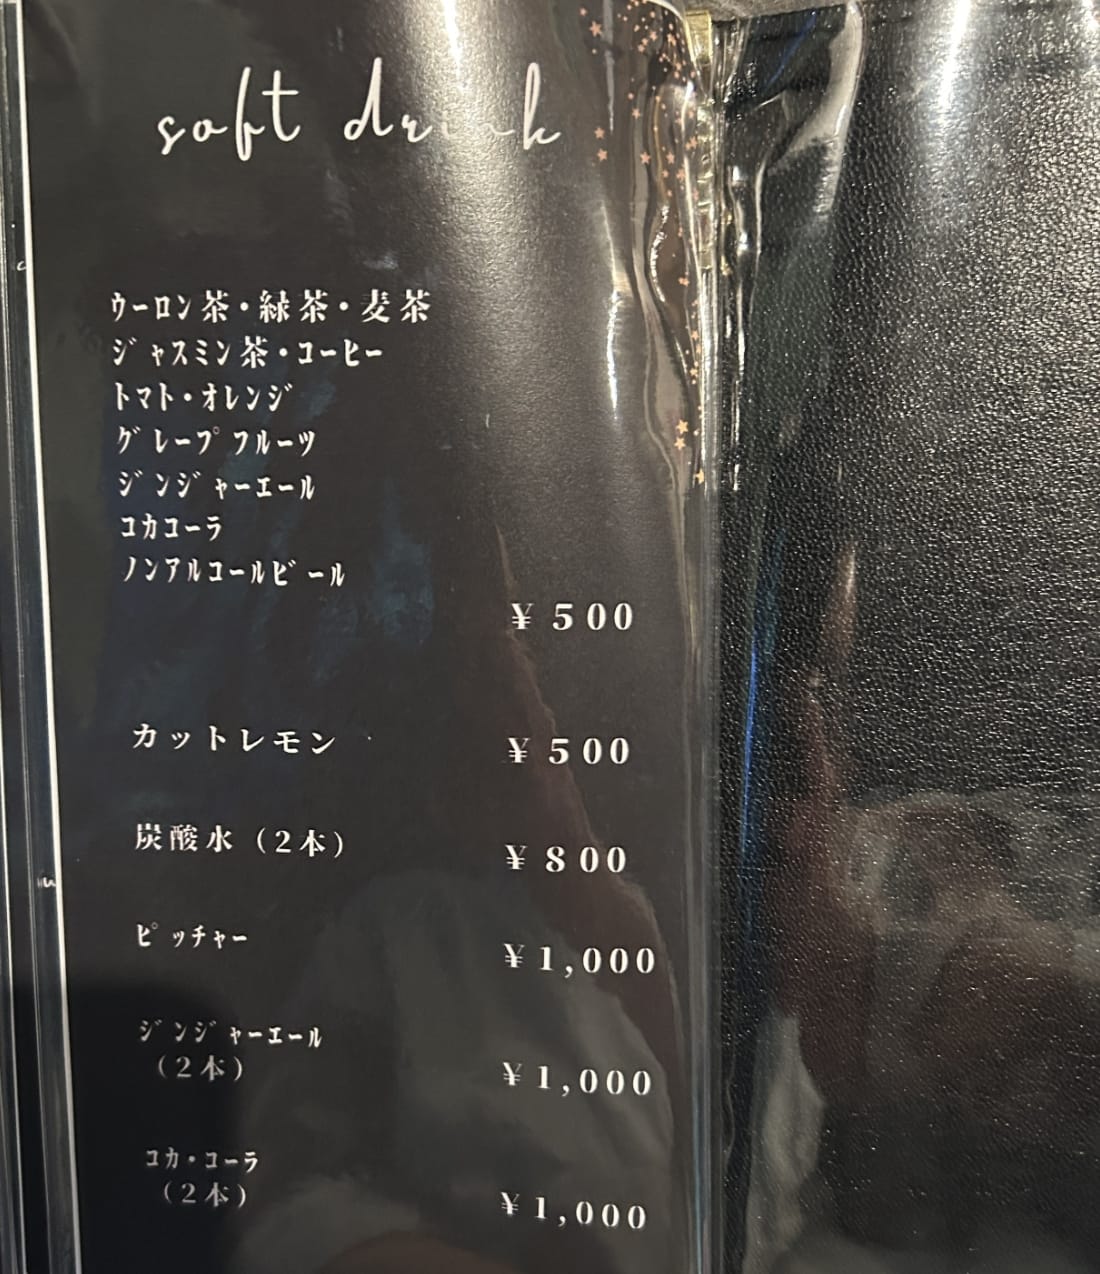 soft drink
ウーロン茶・緑茶・麦茶
ジャスミン茶・コーヒー
トマト・オレンジ
グレープフルーツ
ジンジャーエール
コカコーラ
ノンアルコールビール
¥500
カットレモン ¥500
炭酸水（2本） ¥800
ピッチャー ¥1,000
ジンジャーエール
（2本） ¥1,000
コカ・コーラ
（2本） ¥1,000